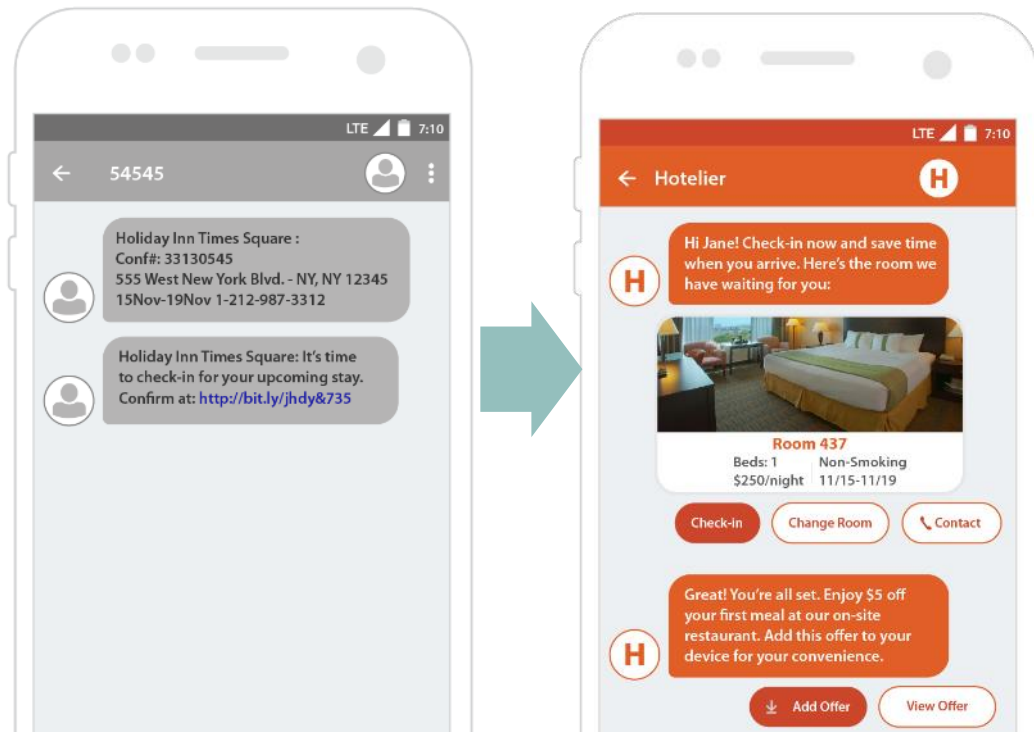 LTE 7:10
54545
Holiday Inn Times Square :
Conf#: 33130545
555 West New York Blvd. - NY, NY 12345
15Nov-19Nov 1-212-987-3312
Holiday Inn Times Square: It's time
to check-in for your upcoming stay.
Confirm at: http://bit.ly/jhdy&735
LTE 7:10
Hotelier
H
Hi Jane! Check-in now and save time
when you arrive. Here's the room we
have waiting for you:
H
Room 437
Beds: 1 Non-Smoking
$250/night 11/15-11/19
Check-in
Change Room
Contact
Great! You're all set. Enjoy $5 off
your first meal at our on-site
restaurant. Add this offer to your
device for your convenience.
H
Add Offer
View Offer